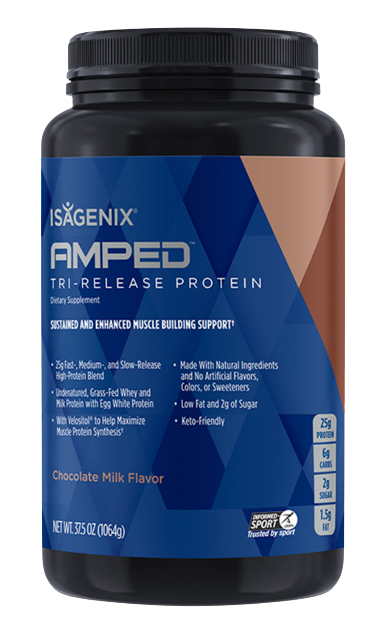 ISAGENIX®
AMPED™
TRI-RELEASE PROTEIN
Dietary Supplement
SUSTAINED AND ENHANCED MUSCLE BUILDING SUPPORT†
• 25g Fast-, Medium-, and Slow-Release
High-Protein Blend
• Undenatured, Grass-Fed Whey and
Milk Protein with Egg White Protein
• With Velositol® to Help Maximize
Muscle Protein Synthesis†
• Made With Natural Ingredients
and No Artificial Flavors,
Colors, or Sweeteners
• Low Fat and 2g of Sugar
• Keto-Friendly
25g
PROTEIN
6g
CARBS
2g
SUGAR
1.5g
FAT
Chocolate Milk Flavor
NET WT. 37.5 OZ (1064g)
INFORMED-
SPORT
Trusted by sport